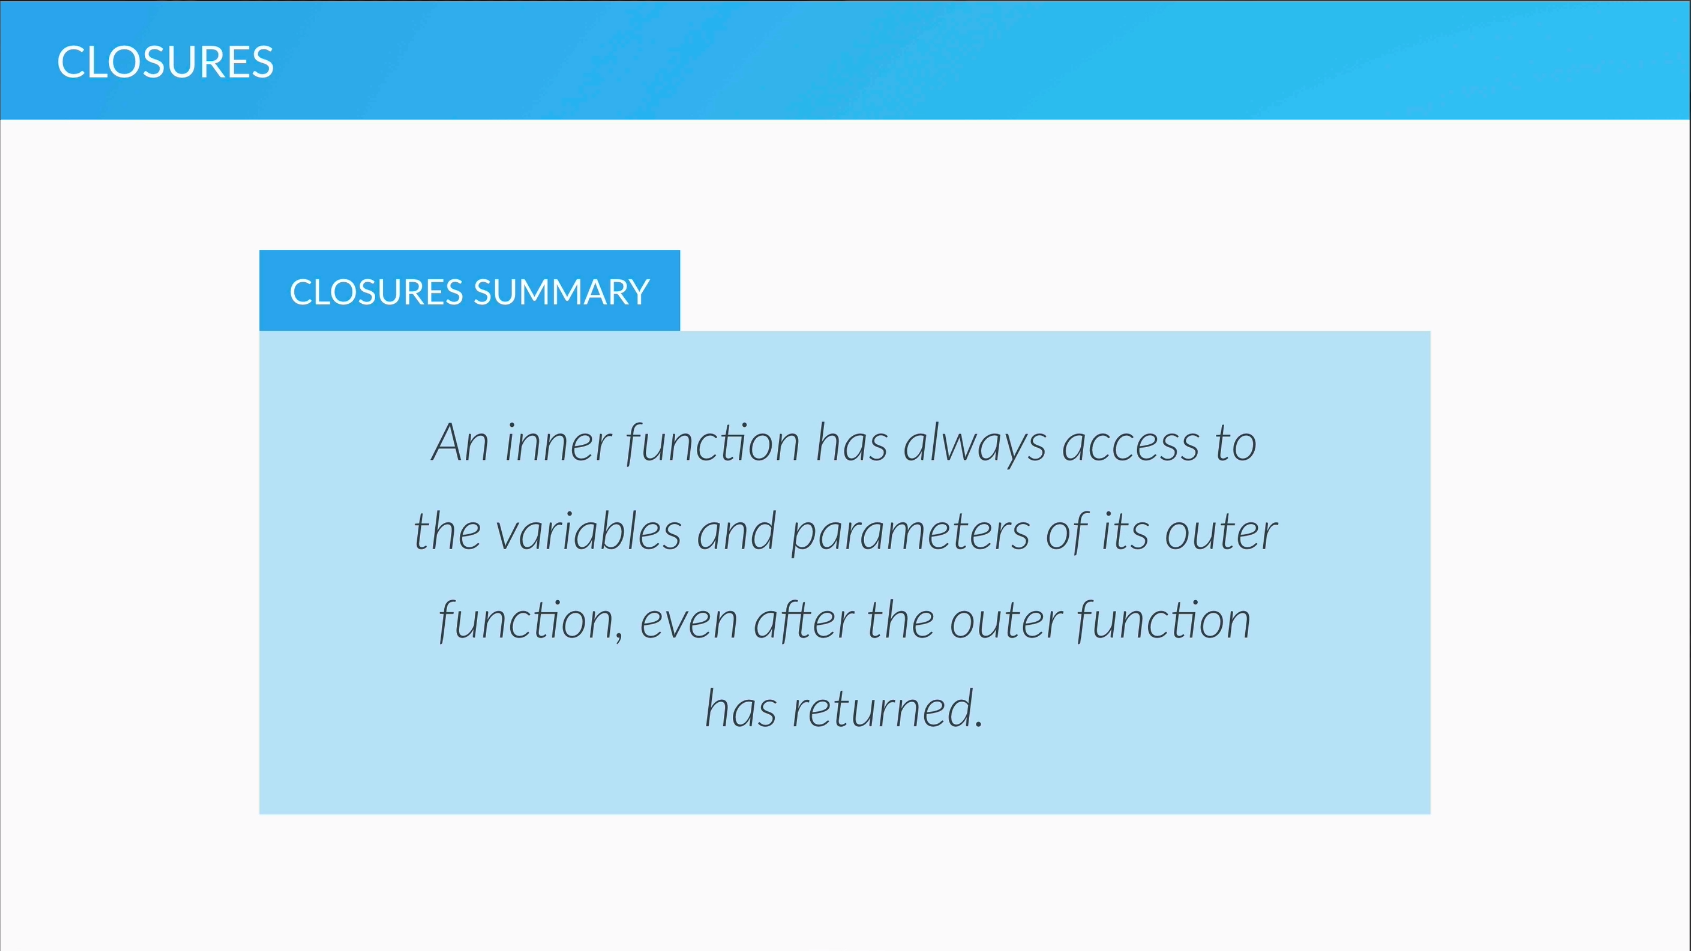 CLOSURES
CLOSURES SUMMARY
An inner function has always access to
the variables and parameters of its outer
function, even after the outer function
has returned.